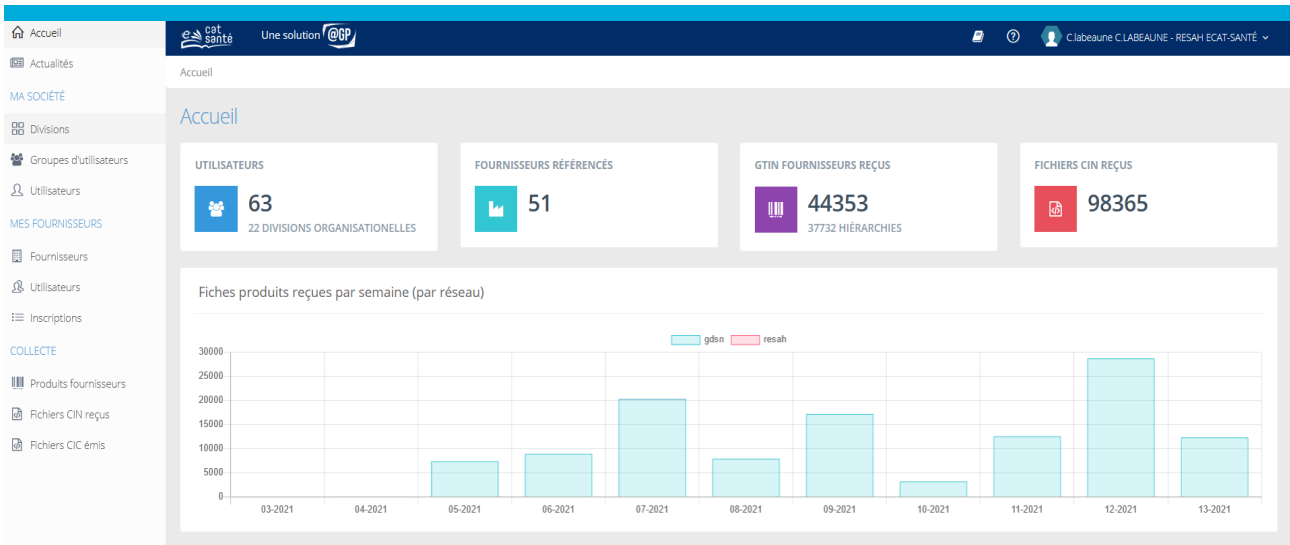 Accueil
Actualités
MA SOCIÉTÉ
Divisions
Groupes d'utilisateurs
Utilisateurs
MES FOURNISSEURS
Fournisseurs
Utilisateurs
Inscriptions
COLLECTE
Produits fournisseurs
Fichiers CIN reçus
Fichiers CIC émis
e cat santé
Une solution @GP
C.labeaune C.LABEAUNE - RESAH ECAT-SANTÉ
Accueil
Accueil
UTILISATEURS
63
22 DIVISIONS ORGANISATIONELLES
FOURNISSEURS RÉFÉRENCÉS
51
GTIN FOURNISSEURS REÇUS
44353
37732 HIÉRARCHIES
FICHIERS CIN REÇUS
98365
Fiches produits reçues par semaine (par réseau)
gdsn resah
30000
25000
20000
15000
10000
5000
0
03-2021 04-2021 05-2021 06-2021 07-2021 08-2021 09-2021 10-2021 11-2021 12-2021 13-2021